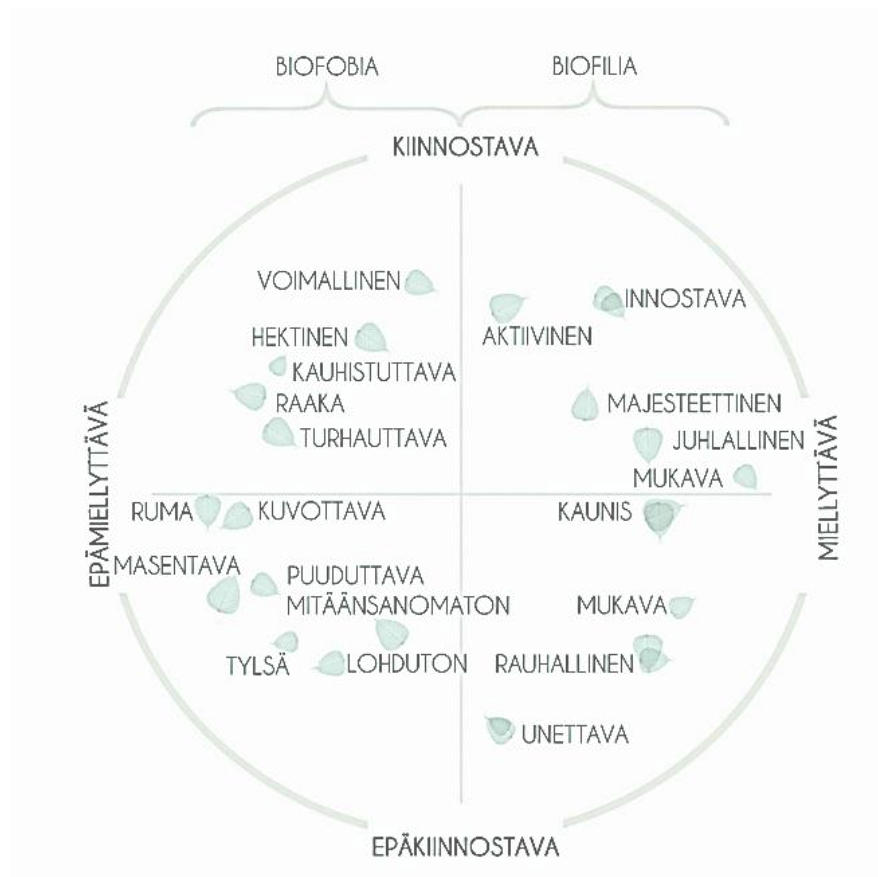 BIOFOBIA
BIOFILIA
KIINNOSTAVA
VOIMALLINEN
INNOSTAVA
HEKTINEN
AKTIIVINEN
KAUHISTUTTAVA
RAAKA
MAJESTEETTINEN
TURHAUTTAVA
JUHLALLINEN
MUKAVA
EPÄMIELLYTTÄVÄ
MIELLYTTÄVÄ
RUMA
KUVOTTAVA
KAUNIS
MASENTAVA
PUUDUTTAVA
MITÄÄNSANOMATON
MUKAVA
TYLSÄ
LOHDUTON
RAUHALLINEN
UNETTAVA
EPÄKIINNOSTAVA